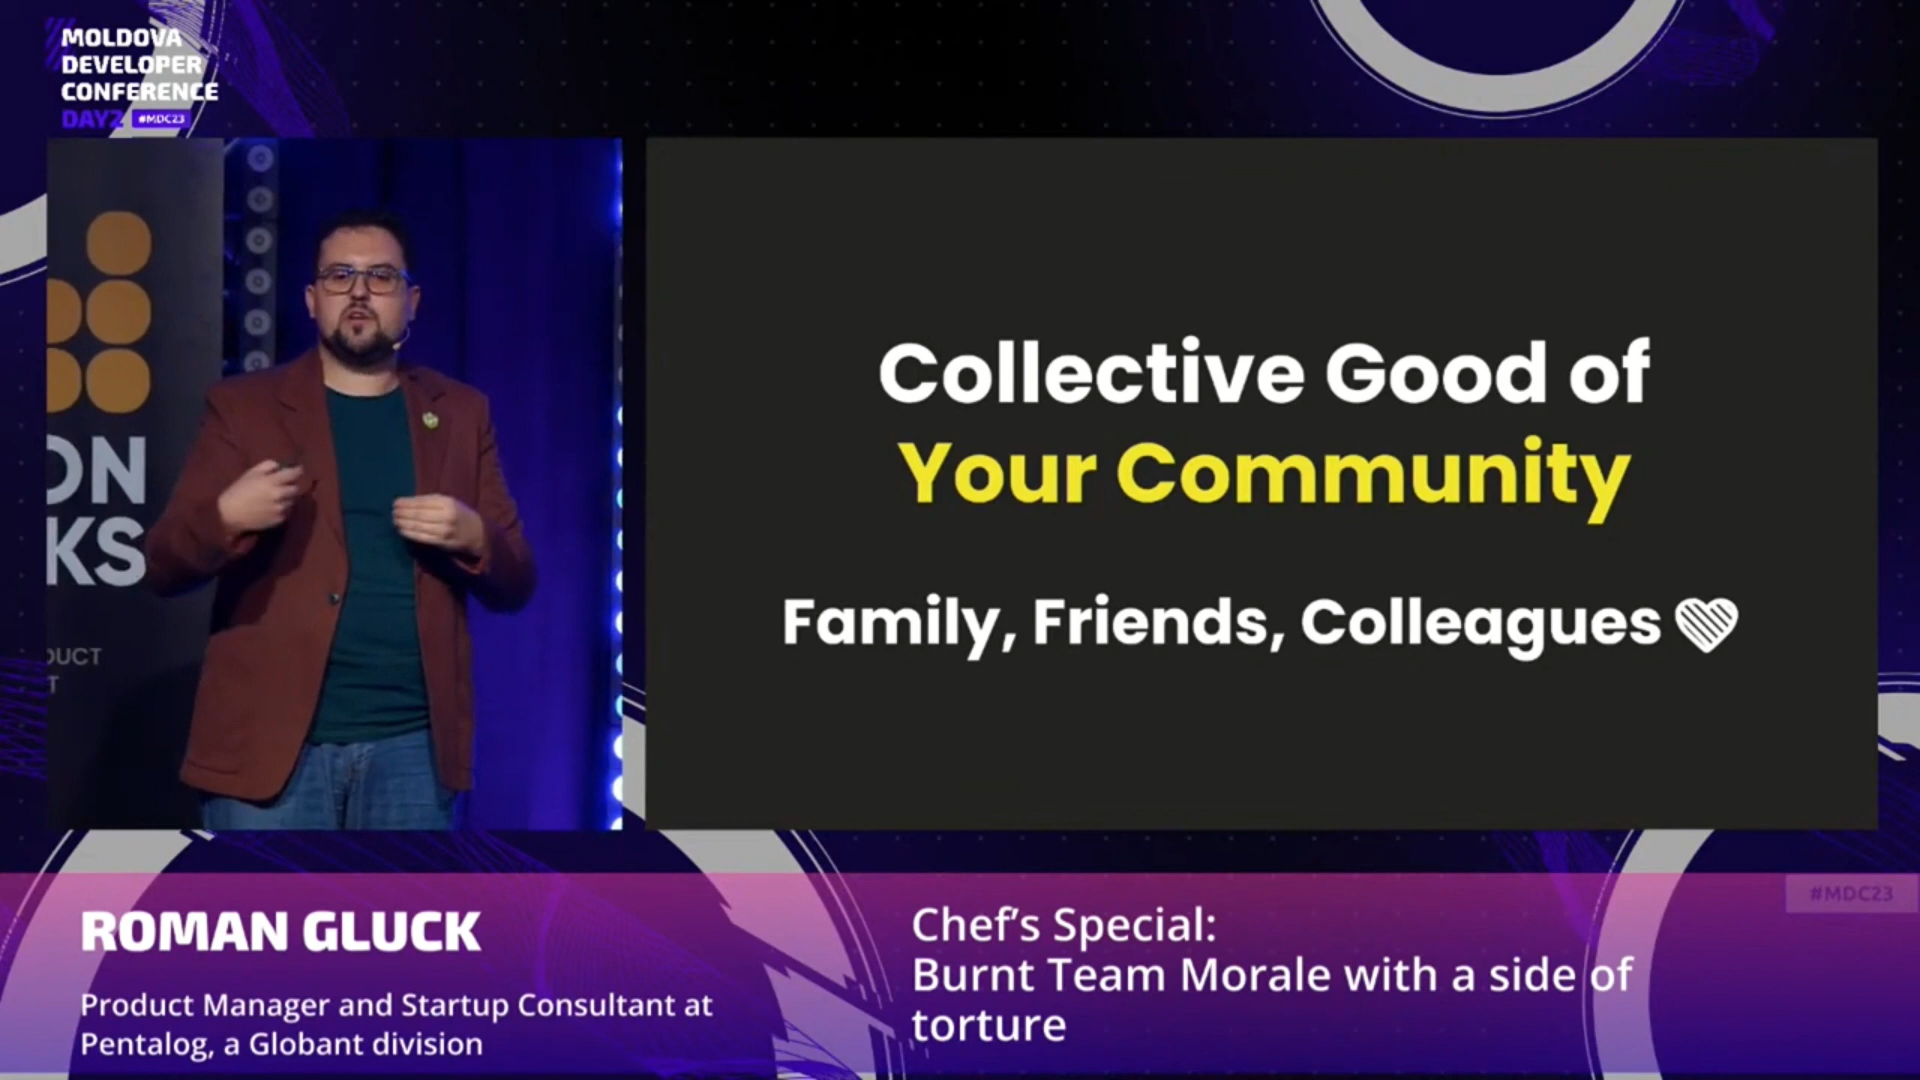 MOLDOVA
DEVELOPER
CONFERENCE
DAY2 #MDC23
ON
KS
DUCT
T
Collective Good of
Your Community
Family, Friends, Colleagues
#MDC23
ROMAN GLUCK
Product Manager and Startup Consultant at
Pentalog, a Globant division
Chef’s Special:
Burnt Team Morale with a side of
torture